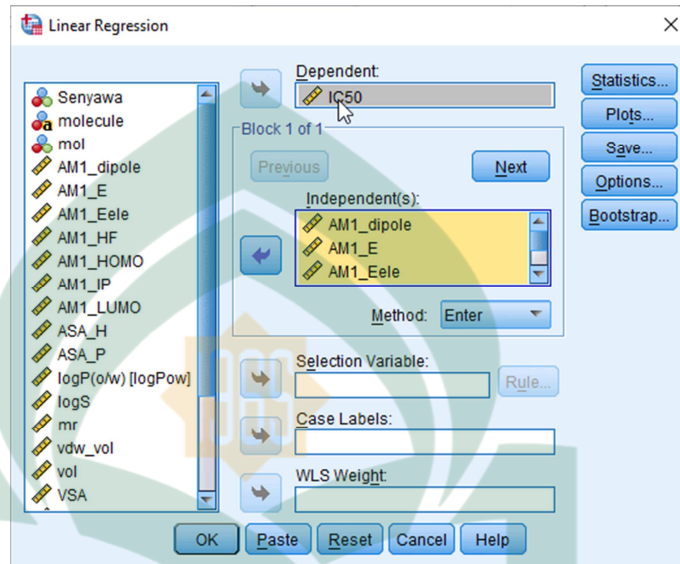 Linear Regression
Senyawa
molecule
mol
AM1_dipole
AM1_E
AM1_Eele
AM1_HF
AM1_HOMO
AM1_IP
AM1_LUMO
ASA_H
ASA_P
logP(o/w) [logPow]
logS
mr
vdw_vol
vol
VSA
Dependent:
IC50
Block 1 of 1
Previous
Next
Independent(s):
AM1_dipole
AM1_E
AM1_Eele
Method: Enter
Selection Variable:
Rule...
Case Labels:
WLS Weight:
Statistics...
Plots...
Save...
Options...
Bootstrap...
OK Paste Reset Cancel Help